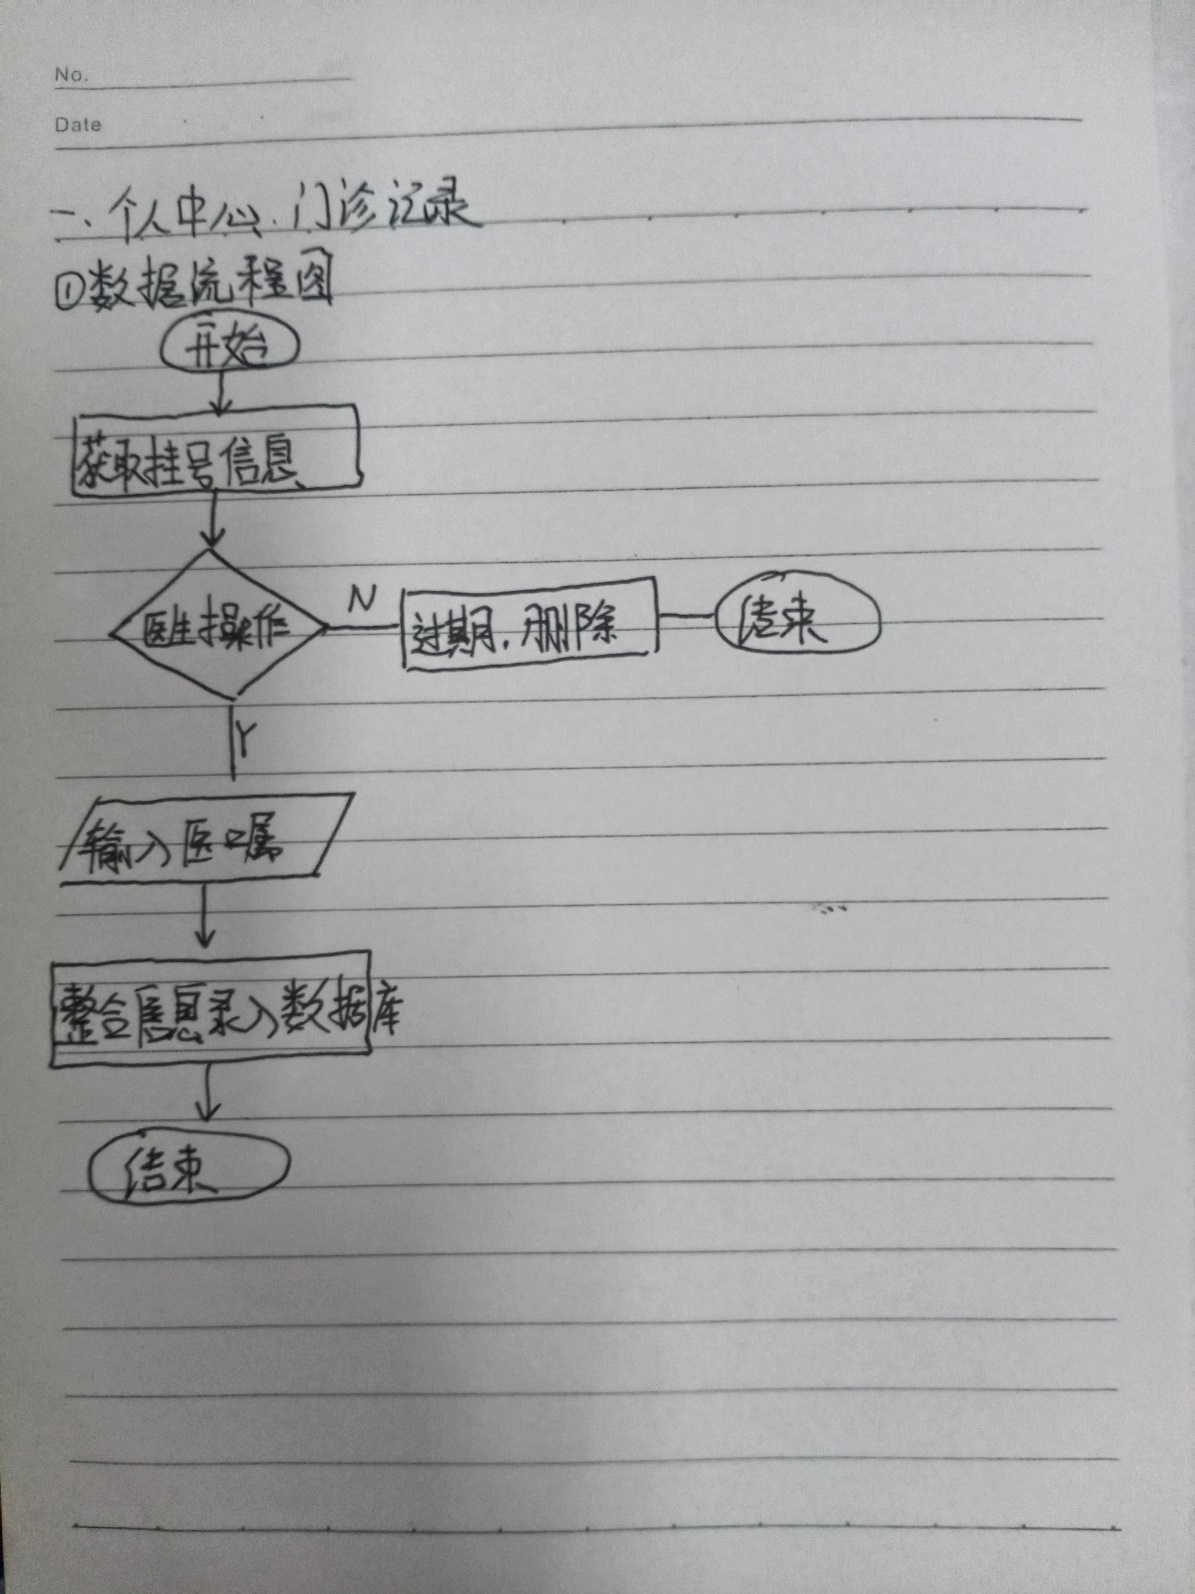 No.
Date
一、个人中心.门诊记录
①数据流程图
开始
获取挂号信息
医生操作
N
过期.删除
结束
Y
输入医嘱
整合信息录入数据库
结束